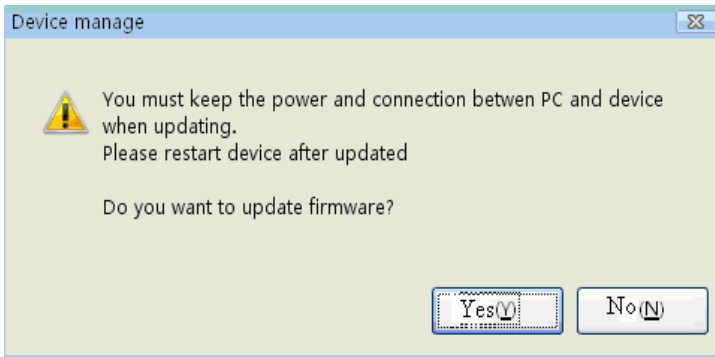 Device manage
You must keep the power and connection betwen PC and device
when updating.
Please restart device after updated
Do you want to update firmware?
Yes(Y) No(N)